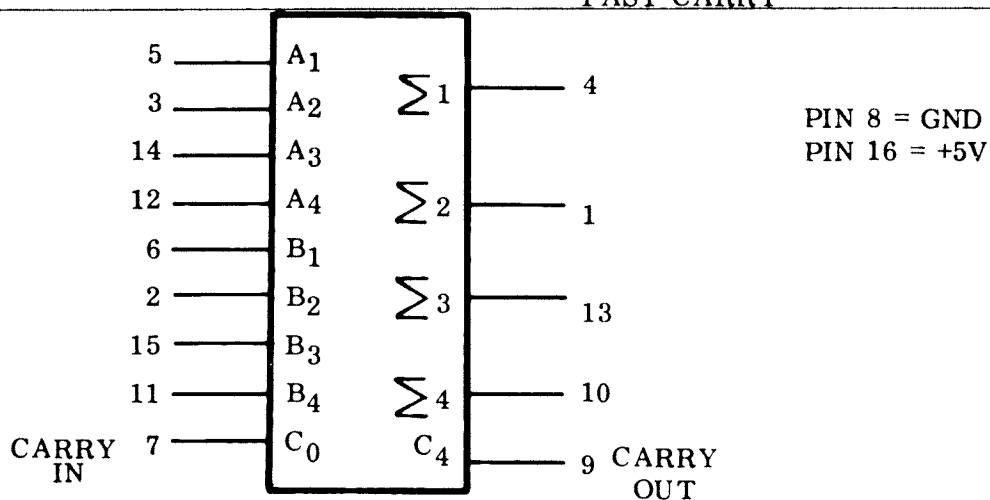 FAST CARRY
5 A1
3 A2 Σ1 4
PIN 8 = GND
14 A3
PIN 16 = +5V
12 A4 Σ2 1
6 B1
2 B2 Σ3 13
15 B3
11 B4 Σ4 10
CARRY IN 7 C0 C4 9 CARRY OUT